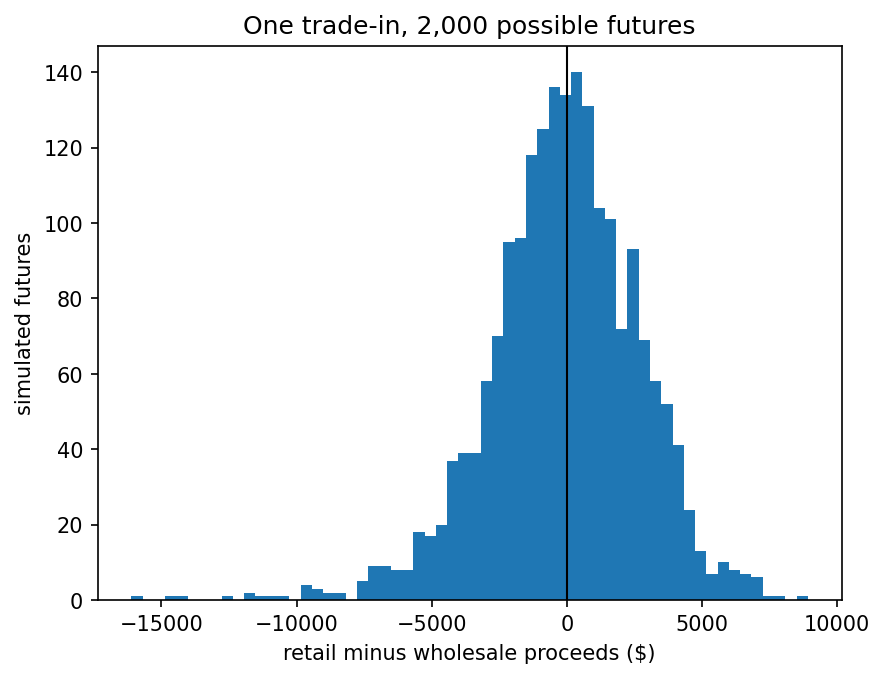 One trade-in, 2,000 possible futures
140
120
100
80
60
40
20
0
simulated futures
−15000 −10000 −5000 0 5000 10000
retail minus wholesale proceeds ($)